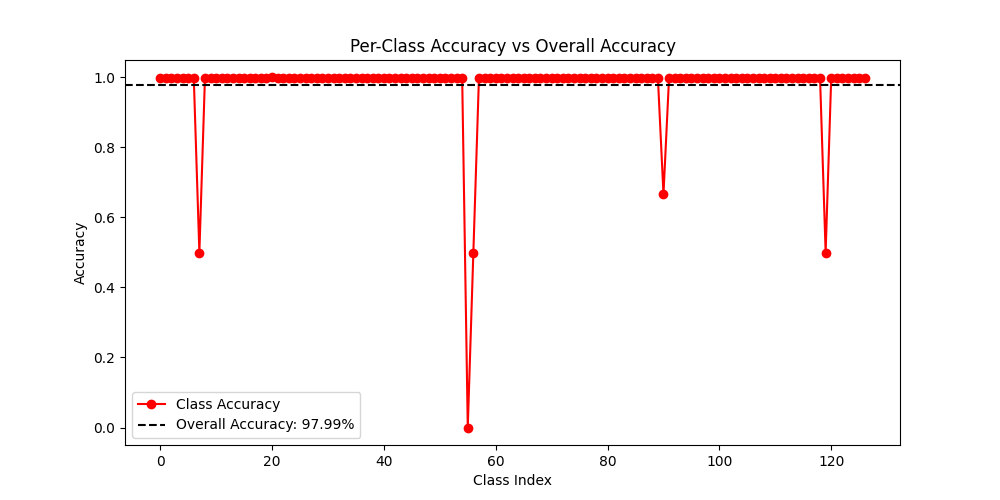 Per-Class Accuracy vs Overall Accuracy
1.0
0.8
0.6
0.4
0.2
0.0
Accuracy
Class Accuracy
Overall Accuracy: 97.99%
0 20 40 60 80 100 120
Class Index